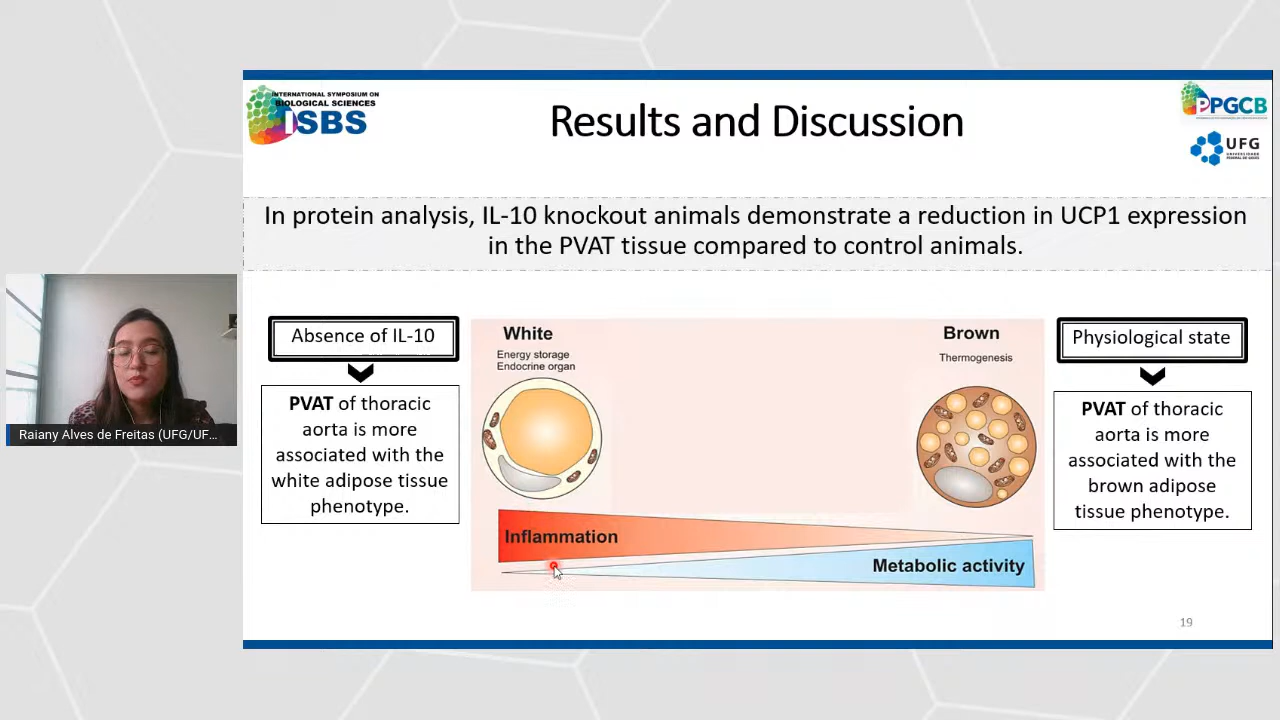 INTERNATIONAL SYMPOSIUM ON
BIOLOGICAL SCIENCES
ISBS
Results and Discussion
PPGCB
UFG
UNIVERSIDADE
FEDERAL DE GOIÁS
In protein analysis, IL-10 knockout animals demonstrate a reduction in UCP1 expression
in the PVAT tissue compared to control animals.
Absence of IL-10
PVAT of thoracic
aorta is more
associated with the
white adipose tissue
phenotype.
White
Energy storage
Endocrine organ
Brown
Thermogenesis
Inflammation
Metabolic activity
Physiological state
PVAT of thoracic
aorta is more
associated with the
brown adipose
tissue phenotype.
19
Raiany Alves de Freitas (UFG/UF...